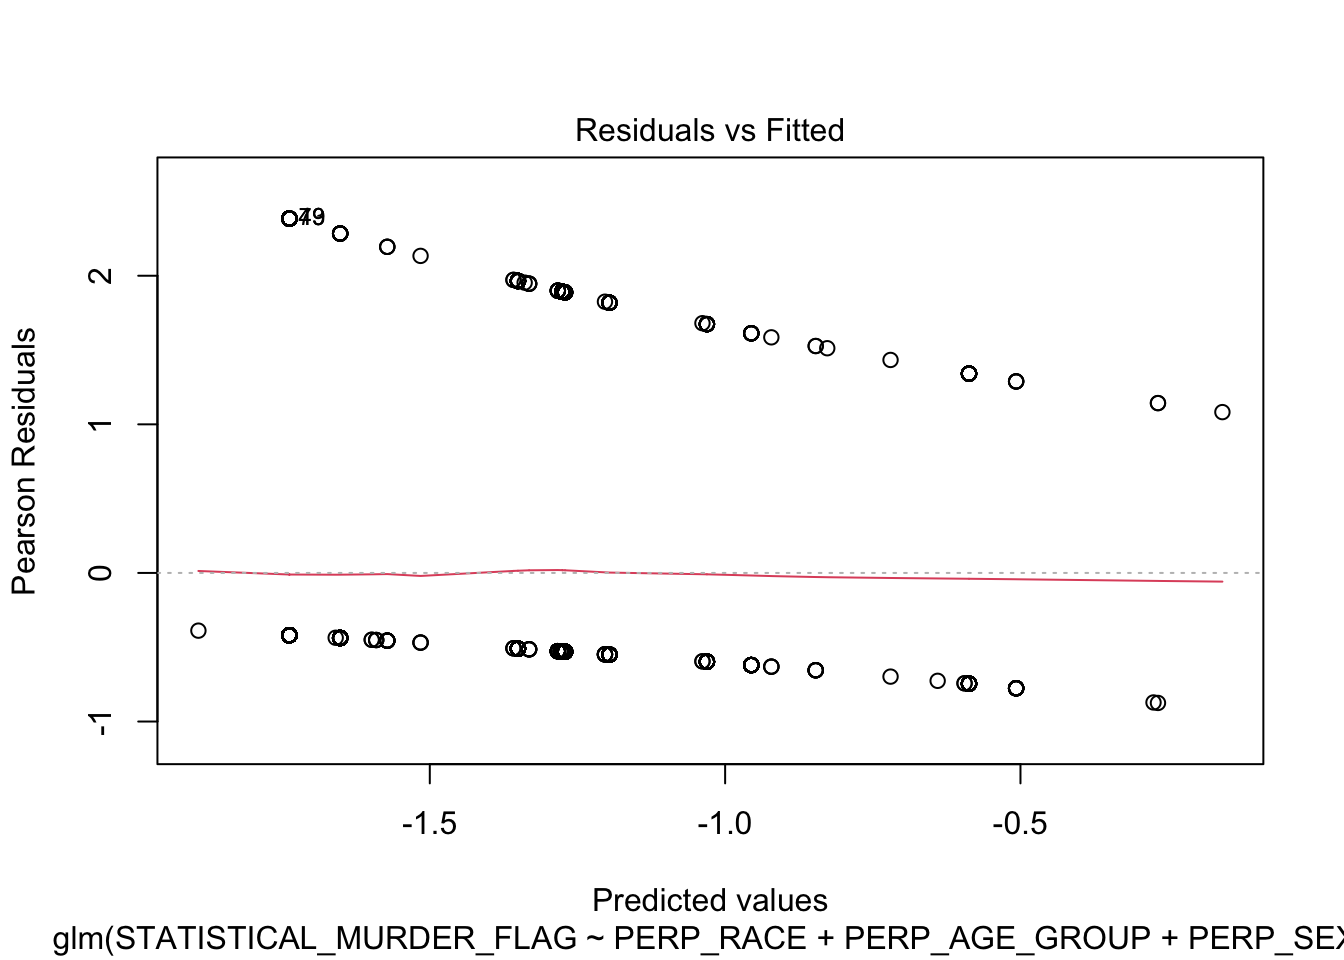 Residuals vs Fitted
79
Pearson Residuals
2
1
0
-1
-1.5 -1.0 -0.5
Predicted values
glm(STATISTICAL_MURDER_FLAG ~ PERP_RACE + PERP_AGE_GROUP + PERP_SEX